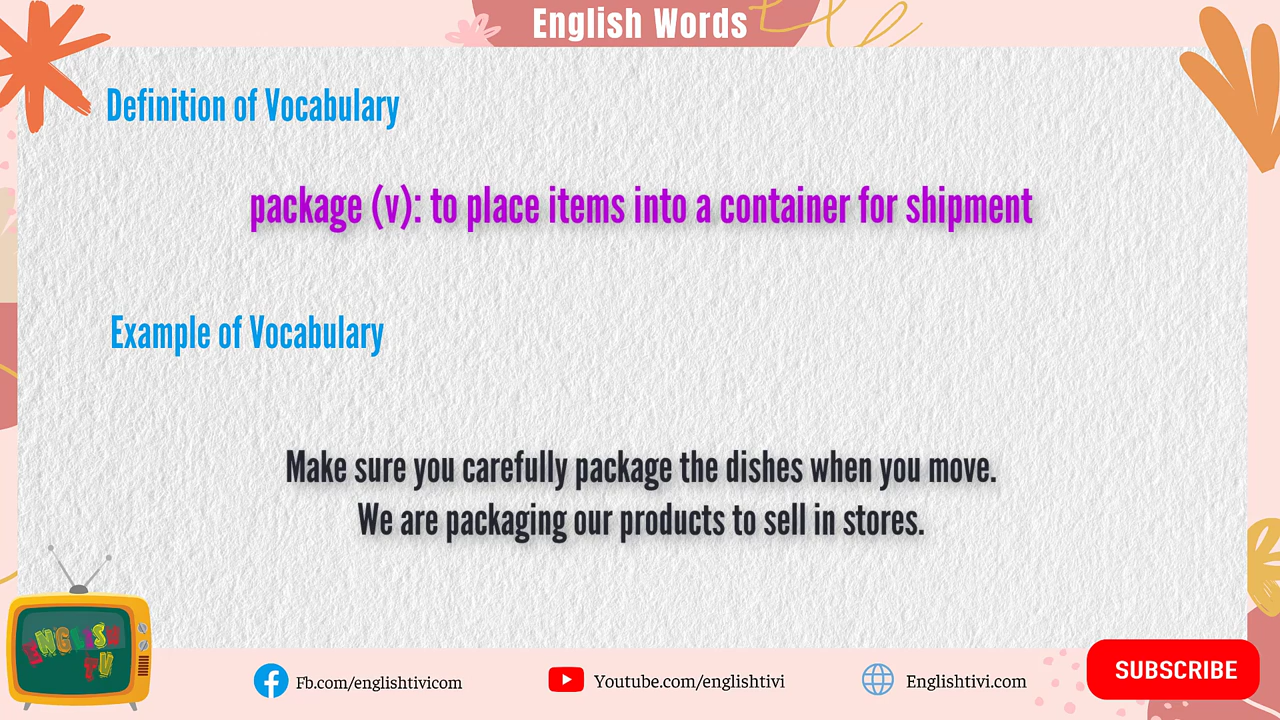 English Words
Definition of Vocabulary
package (v): to place items into a container for shipment
Example of Vocabulary
Make sure you carefully package the dishes when you move.
We are packaging our products to sell in stores.
ENGLISH
TV
Fb.com/englishtivicom
Youtube.com/englishtivi
Englishtivi.com
SUBSCRIBE